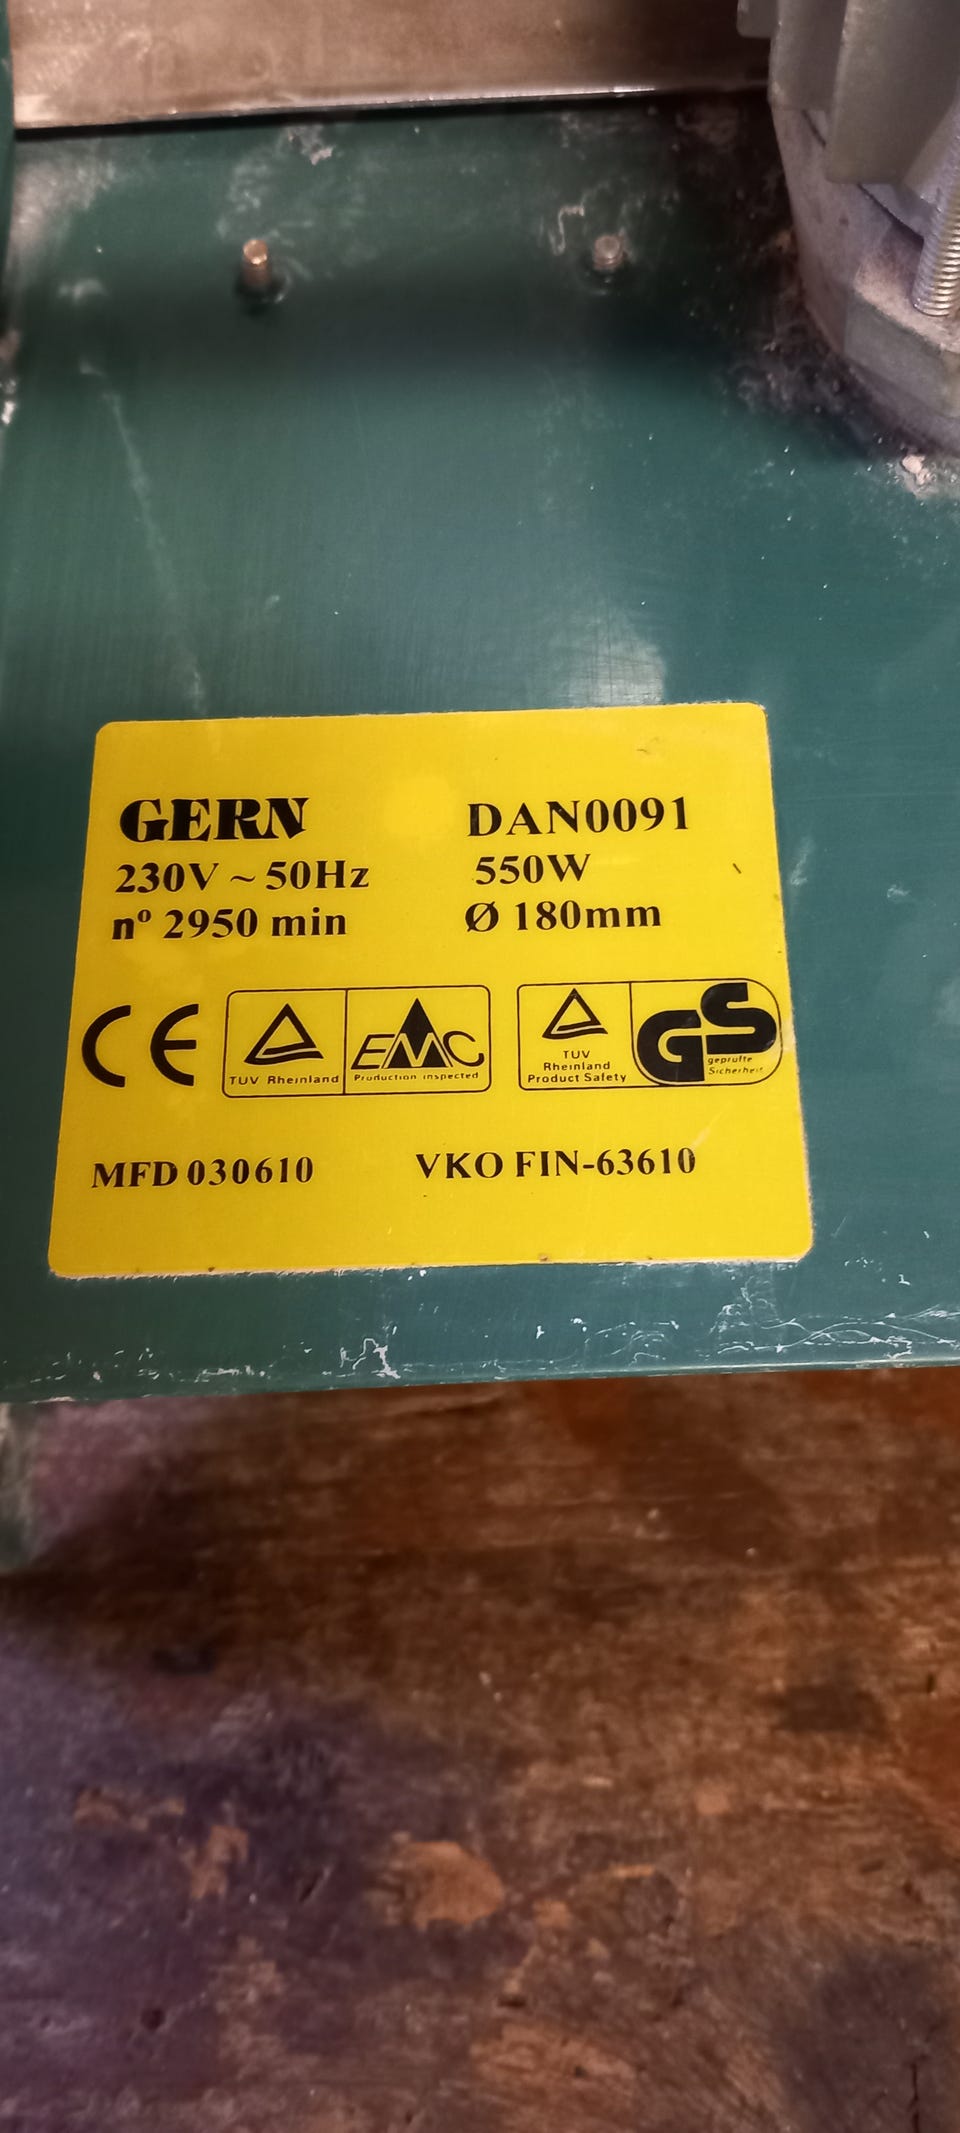 GERN DAN0091
230V ~ 50Hz 550W
nº 2950 min Ø 180mm
CE TUV Rheinland EMC Production inspected TUV Rheinland Product Safety GS geprüfte Sicherheit
MFD 030610 VKO FIN-63610